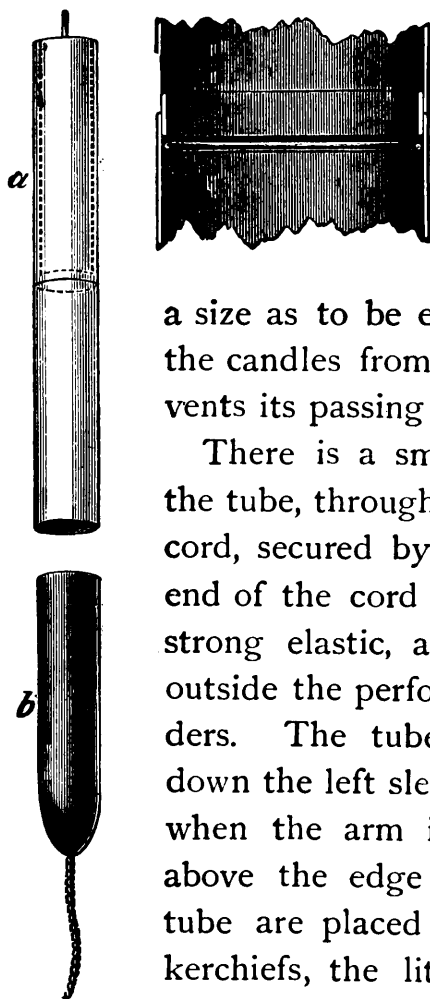 a
b
a size as to be e
the candles from
vents its passing
There is a sm
the tube, through
cord, secured by
end of the cord
strong elastic, a
outside the perfo
ders. The tube
down the left sle
when the arm i
above the edge
tube are placed
kerchiefs, the lit